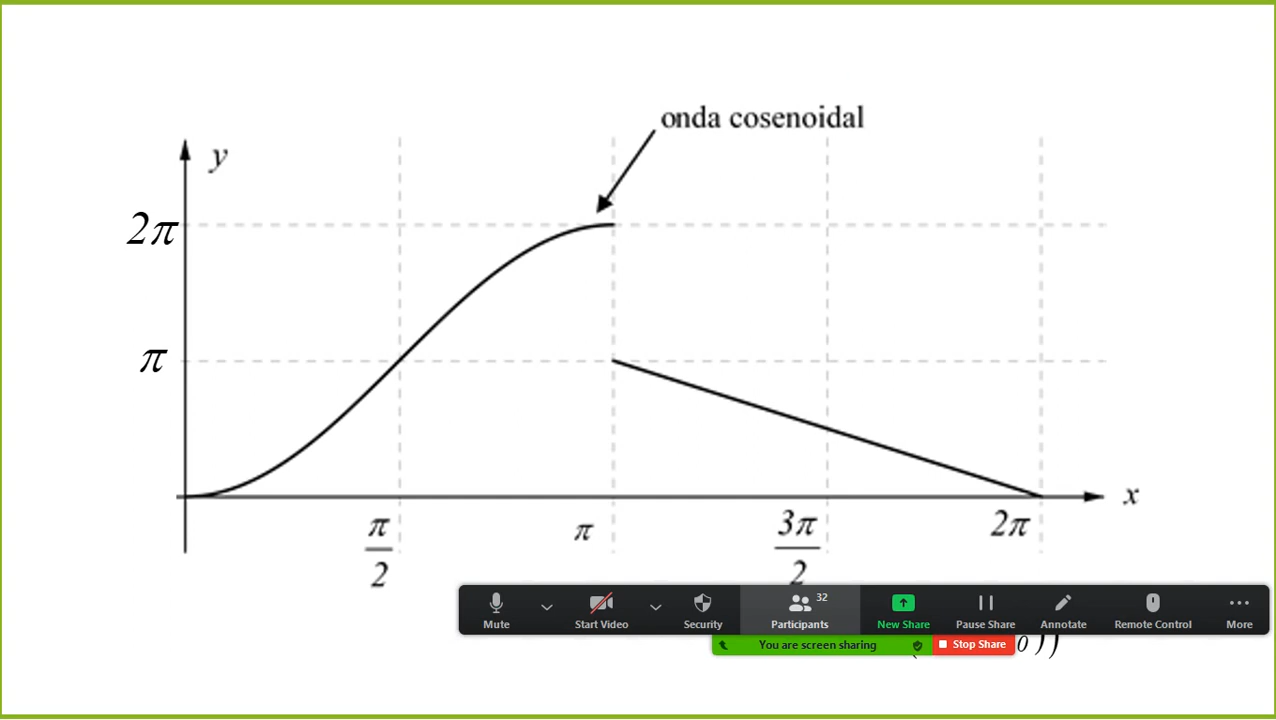 onda cosenoidal
y
2π
π
x
π/2
π
3π/2
2π
32
Mute
Start Video
Security
Participants
New Share
Pause Share
Annotate
Remote Control
More
You are screen sharing
Stop Share
0 ) )